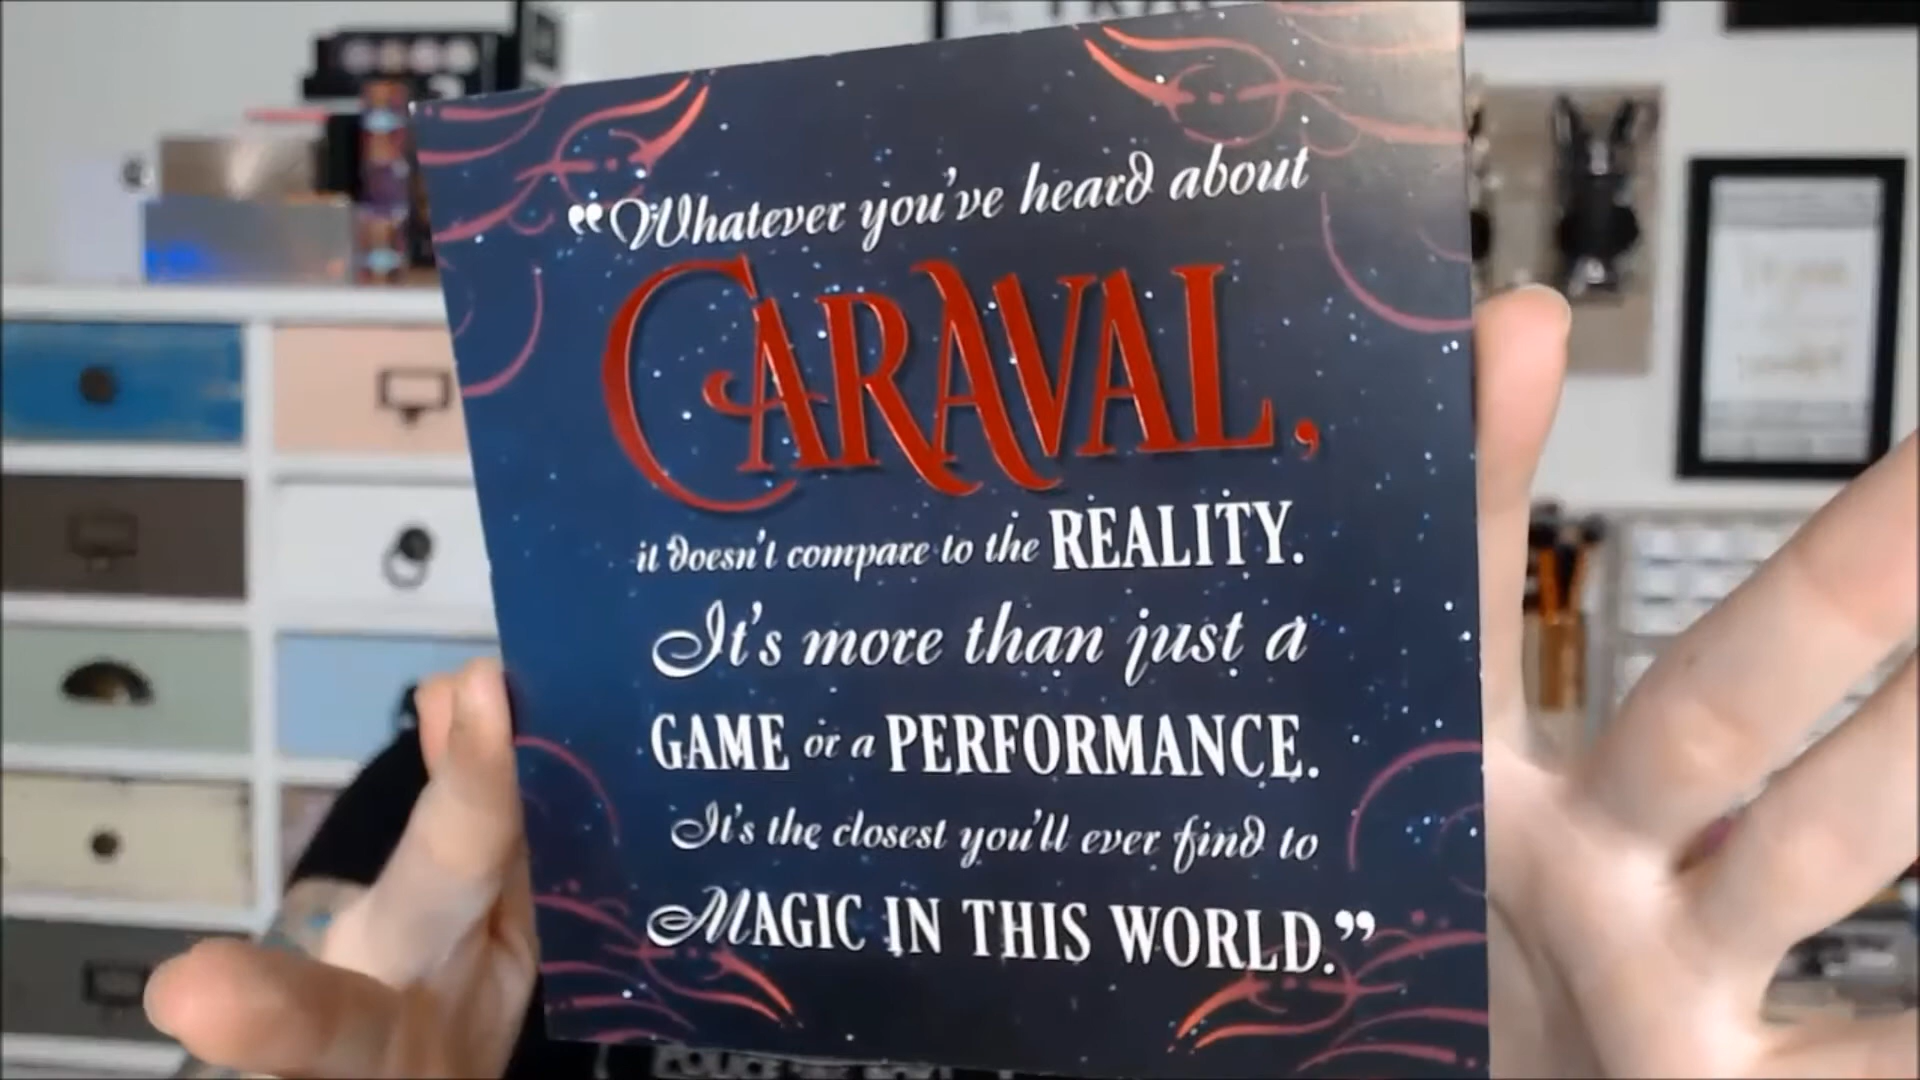 “Whatever you've heard about
CARAVAL,
it doesn't compare to the REALITY.
It's more than just a
GAME or a PERFORMANCE.
It's the closest you'll ever find to
MAGIC IN THIS WORLD.”
POLICE